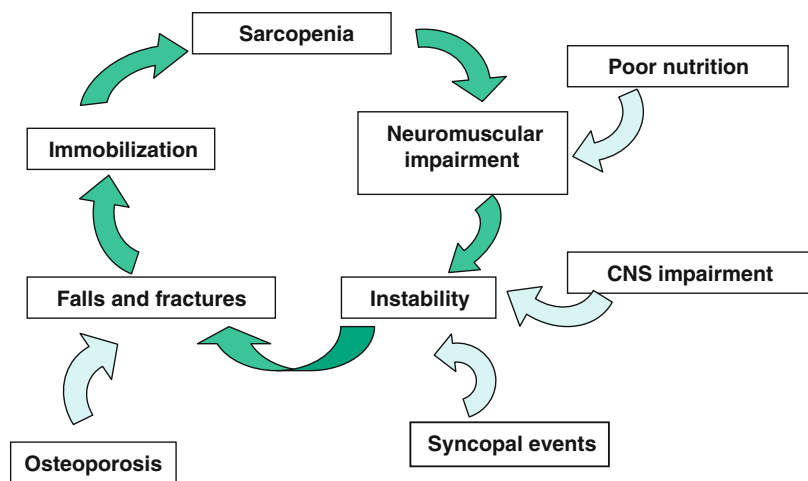 Sarcopenia
Poor nutrition
Neuromuscular
impairment
Immobilization
CNS impairment
Falls and fractures
Instability
Syncopal events
Osteoporosis